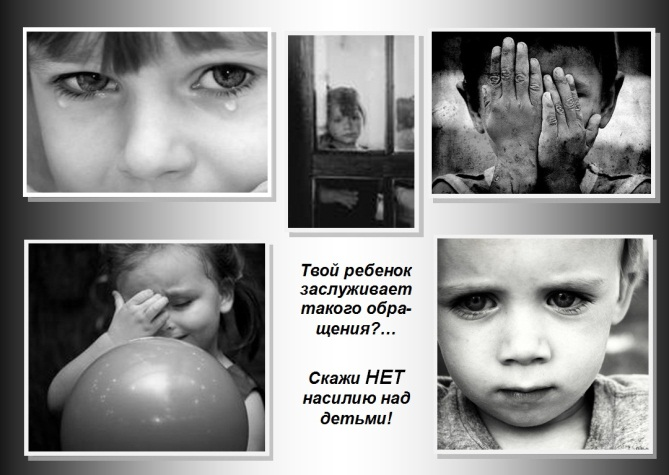 Твой ребенок
заслуживает
такого обра-
щения?...

Скажи НЕТ
насилию над
детьми!